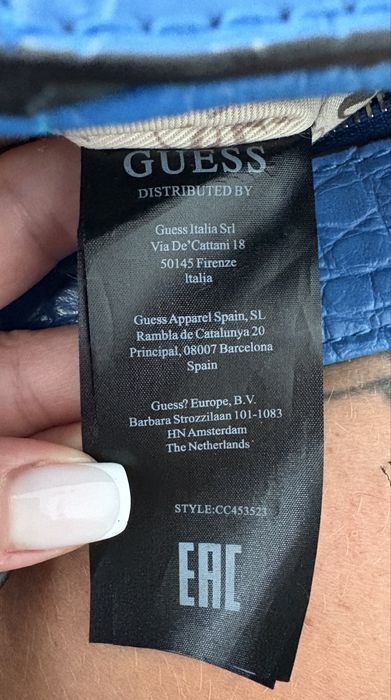 GUESS
DISTRIBUTED BY
Guess Italia Srl
Via De'Cattani 18
50145 Firenze
Italia
Guess Apparel Spain, SL
Rambla de Catalunya 20
Principal, 08007 Barcelona
Spain
Guess? Europe, B.V.
Barbara Strozzilaan 101-1083
HN Amsterdam
The Netherlands
STYLE:CC453523
EAC